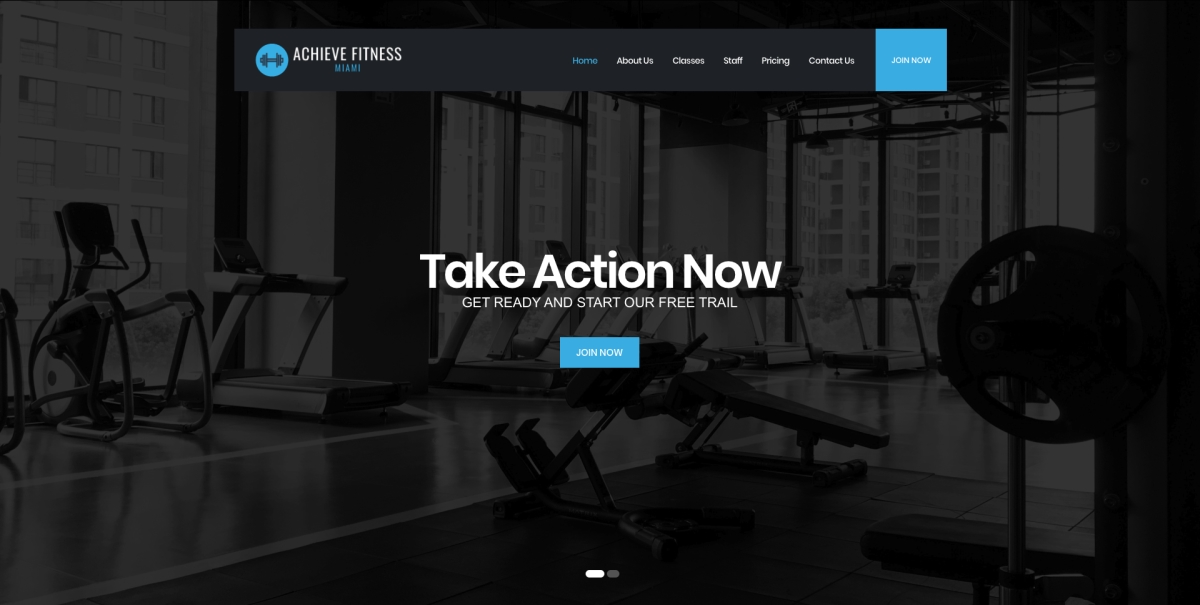 ACHIEVE FITNESS
MIAMI
Home About Us Classes Staff Pricing Contact Us JOIN NOW
Take Action Now
GET READY AND START OUR FREE TRAIL
JOIN NOW